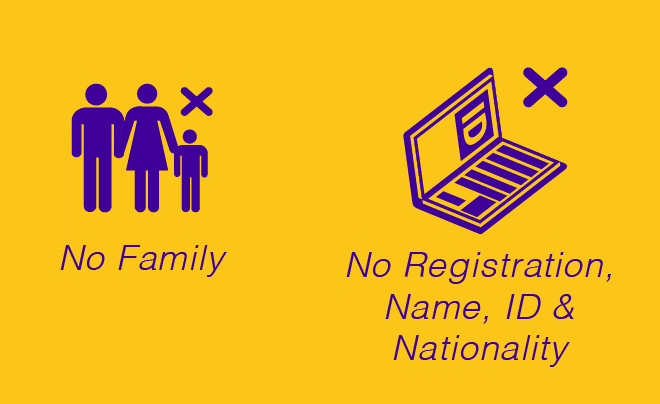 No Family
No Registration,
Name, ID &
Nationality